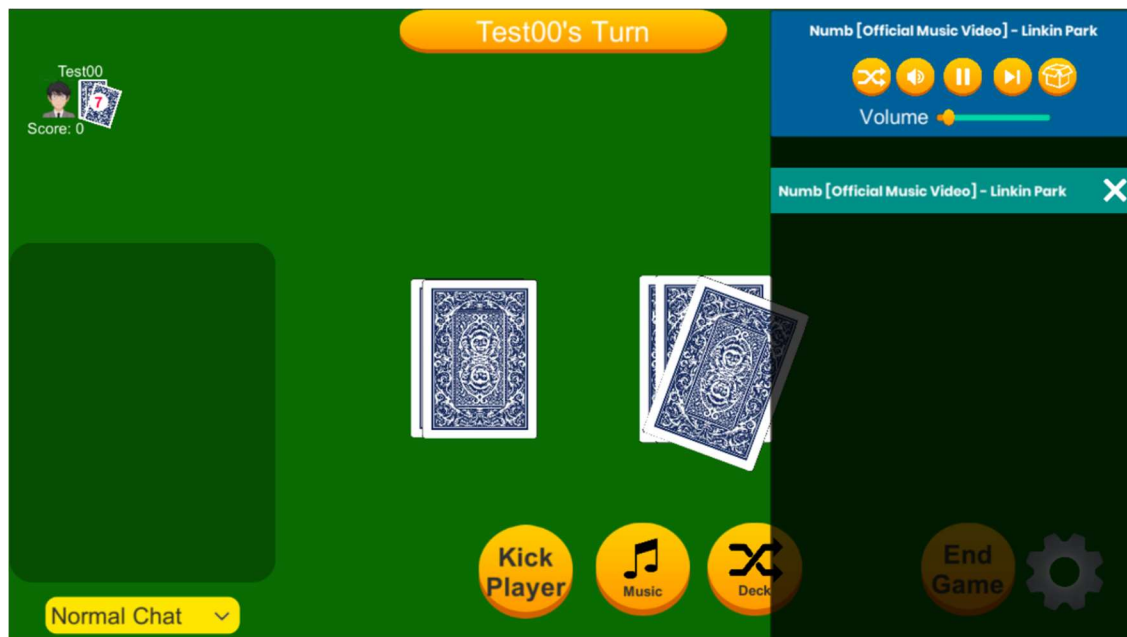 Test00's Turn
Numb [Official Music Video] - Linkin Park
Test00
7
Score: 0
Volume
Numb [Official Music Video] - Linkin Park
Kick
Player
Music
Deck
End
Game
Normal Chat